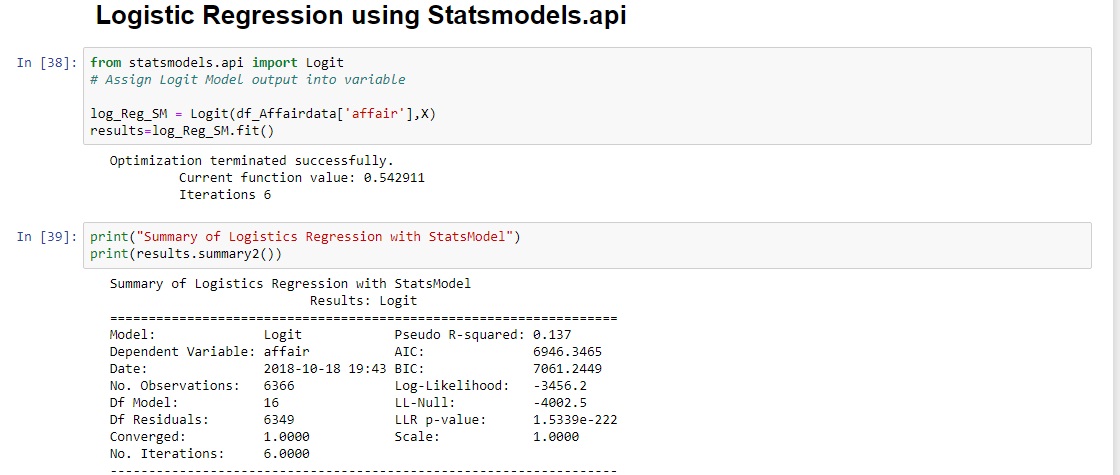 Logistic Regression using Statsmodels.api
In [38]: from statsmodels.api import Logit
# Assign Logit Model output into variable
log_Reg_SM = Logit(df_Affairdata['affair'],X)
results=log_Reg_SM.fit()
Optimization terminated successfully.
Current function value: 0.542911
Iterations 6
In [39]: print("Summary of Logistics Regression with StatsModel")
print(results.summary2())
Summary of Logistics Regression with StatsModel
Results: Logit
=================================================================
Model: Logit Pseudo R-squared: 0.137
Dependent Variable: affair AIC: 6946.3465
Date: 2018-10-18 19:43 BIC: 7061.2449
No. Observations: 6366 Log-Likelihood: -3456.2
Df Model: 16 LL-Null: -4002.5
Df Residuals: 6349 LLR p-value: 1.5339e-222
Converged: 1.0000 Scale: 1.0000
No. Iterations: 6.0000
-----------------------------------------------------------------